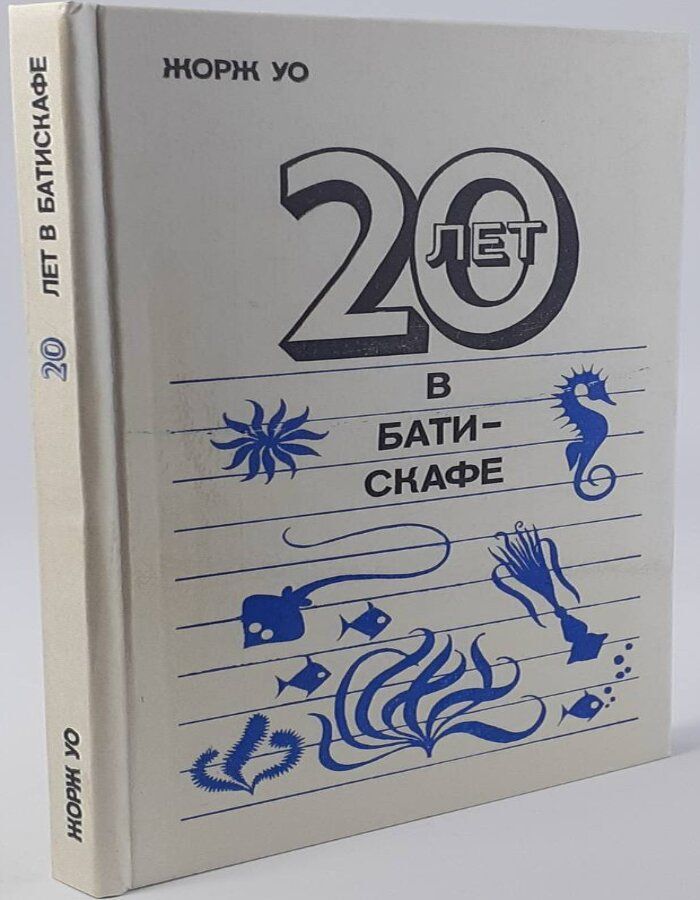 ЖОРЖ УО
20
ЛЕТ
В
БАТИ-
СКАФЕ
ЖОРЖ УО 20 ЛЕТ В БАТИСКАФЕ